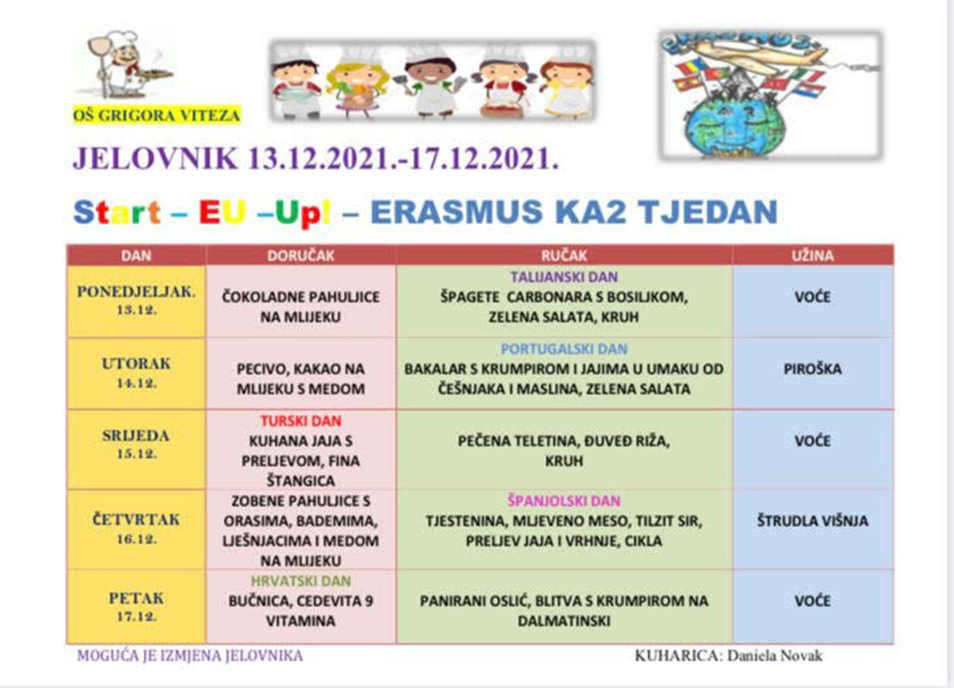 ERASMUS+
OŠ GRIGORA VITEZA
JELOVNIK 13.12.2021.-17.12.2021.
Start – EU –Up! – ERASMUS KA2 TJEDAN
DAN DORUČAK RUČAK UŽINA
PONEDJELJAK.
13.12.
ČOKOLADNE PAHULJICE
NA MLIJEKU
TALIJANSKI DAN
ŠPAGETE CARBONARA S BOSILJKOM,
ZELENA SALATA, KRUH
VOĆE
UTORAK
14.12.
PECIVO, KAKAO NA
MLIJEKU S MEDOM
PORTUGALSKI DAN
BAKALAR S KRUMPIROM I JAJIMA U UMAKU OD
ČEŠNJAKA I MASLINA, ZELENA SALATA
PIROŠKA
SRIJEDA
15.12.
TURSKI DAN
KUHANA JAJA S
PRELJEVOM, FINA
ŠTANGICA
PEČENA TELETINA, ĐUVEĐ RIŽA,
KRUH
VOĆE
ČETVRTAK
16.12.
ZOBENE PAHULJICE S
ORASIMA, BADEMIMA,
LJEŠNJACIMA I MEDOM
NA MLIJEKU
ŠPANJOLSKI DAN
TJESTENINA, MLJEVENO MESO, TILZIT SIR,
PRELJEV JAJA I VRHNJE, CIKLA
ŠTRUDLA VIŠNJA
PETAK
17.12.
HRVATSKI DAN
BUČNICA, CEDEVITA 9
VITAMINA
PANIRANI OSLIĆ, BLITVA S KRUMPIROM NA
DALMATINSKI
VOĆE
MOGUĆA JE IZMJENA JELOVNIKA
KUHARICA: Daniela Novak